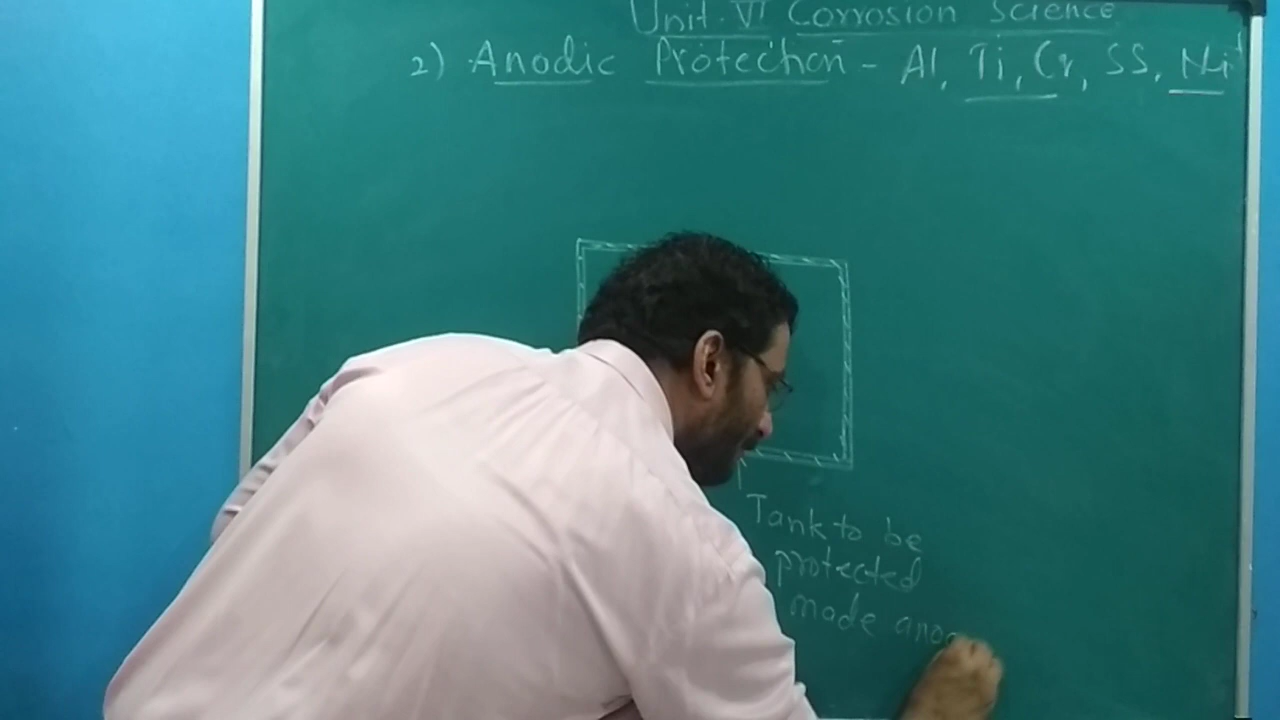 Unit. VI Corrosion Science
2) Anodic Protection - Al, Ti, Cr, SS, Ni
Tank to be
protected
made ano